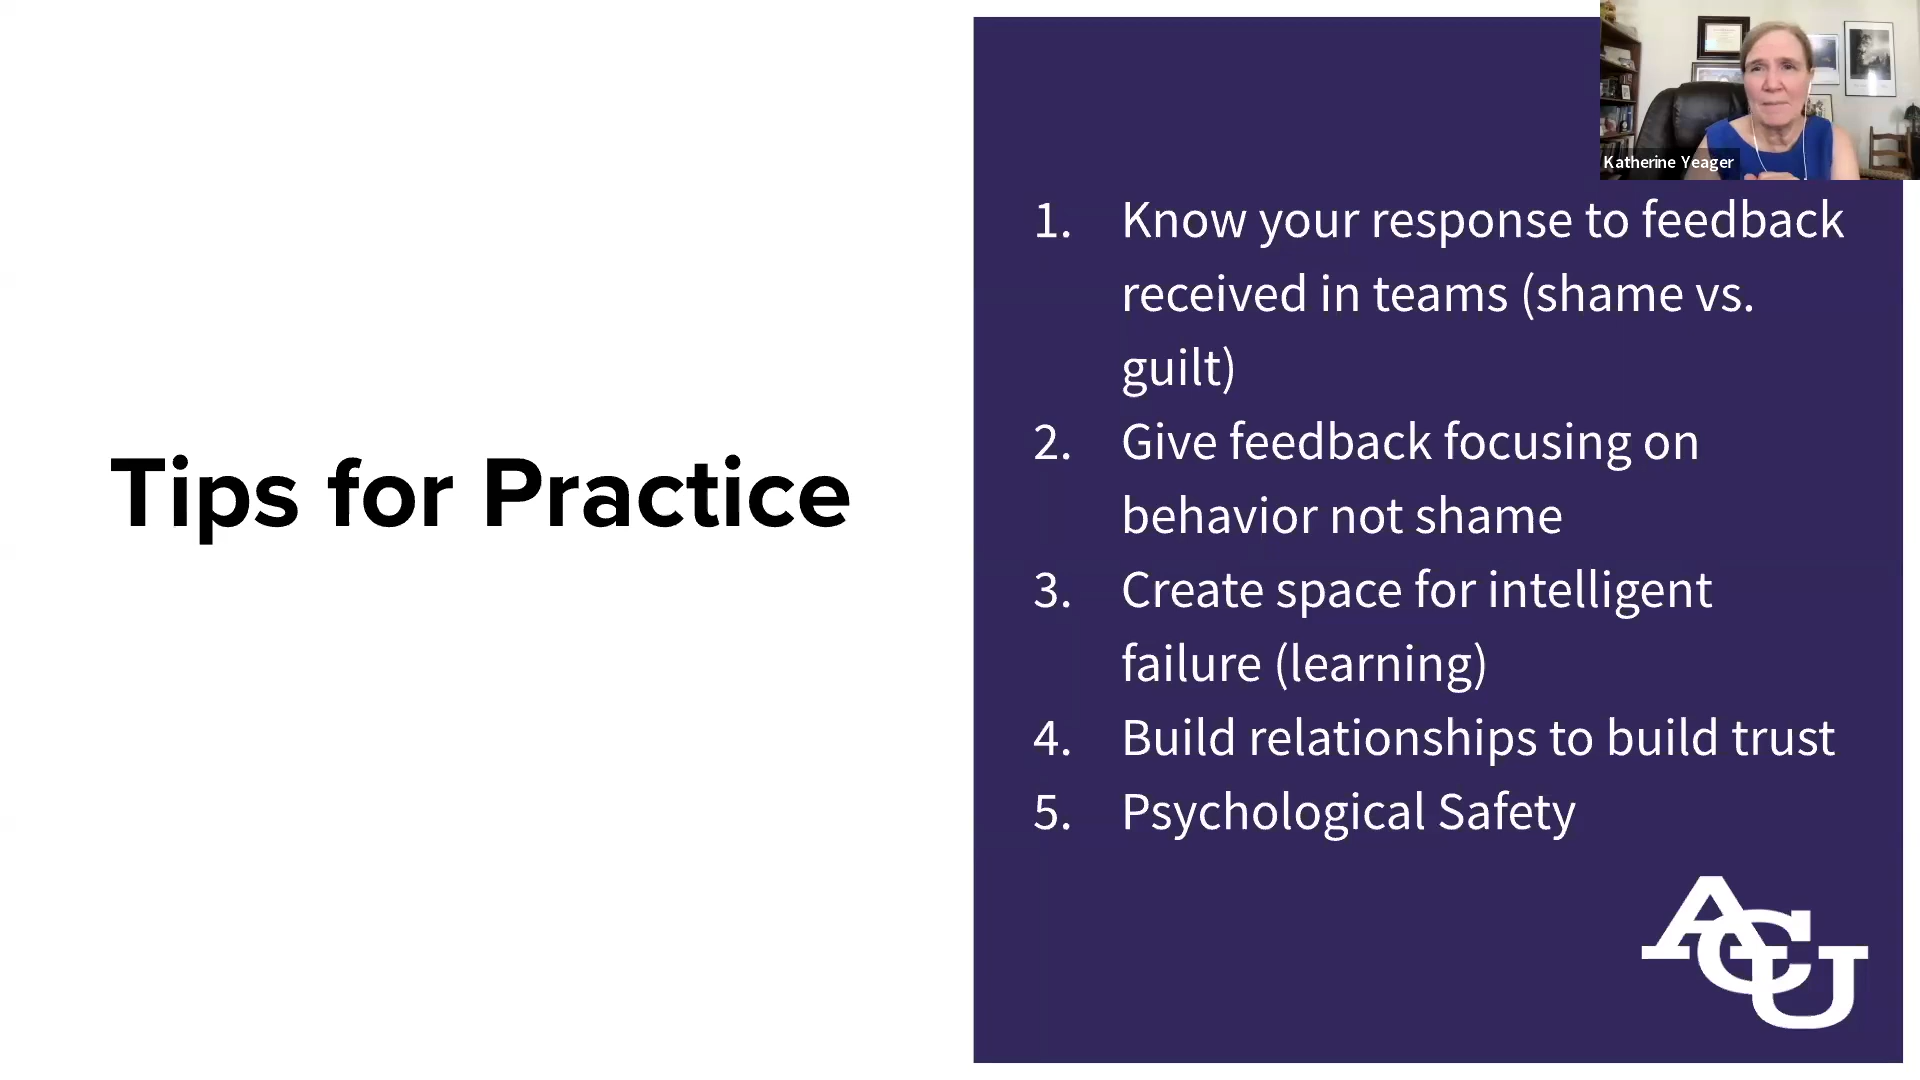 Katherine Yeager
Tips for Practice
1. Know your response to feedback
received in teams (shame vs.
guilt)
2. Give feedback focusing on
behavior not shame
3. Create space for intelligent
failure (learning)
4. Build relationships to build trust
5. Psychological Safety
ACU